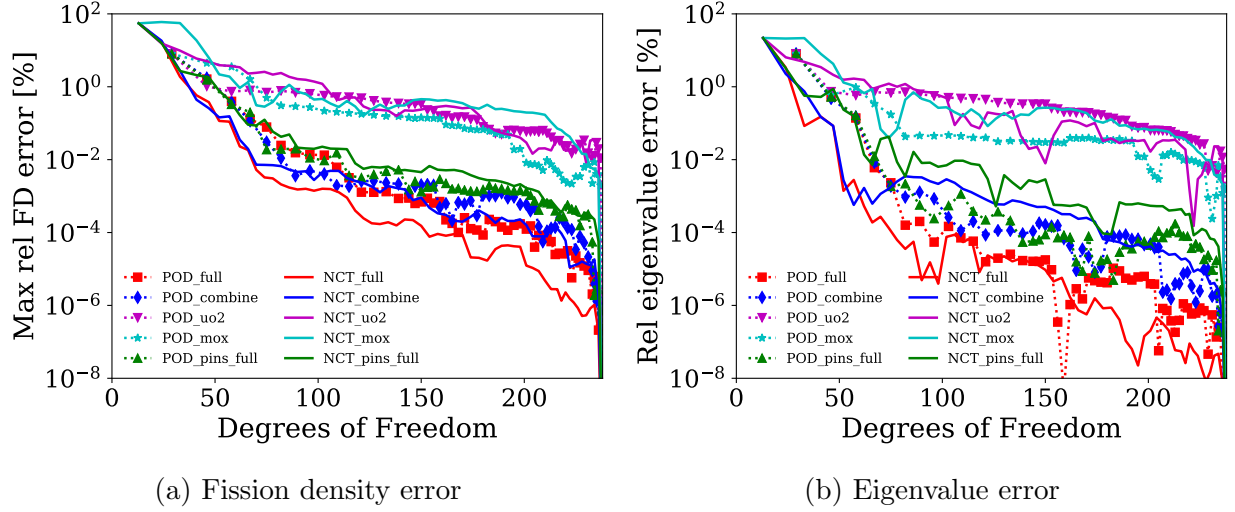 Max rel FD error [%]
10^2
10^0
10^-2
10^-4
10^-6
10^-8
POD_full
POD_combine
POD_uo2
POD_mox
POD_pins_full
NCT_full
NCT_combine
NCT_uo2
NCT_mox
NCT_pins_full
0 50 100 150 200
Degrees of Freedom
(a) Fission density error
Rel eigenvalue error [%]
10^2
10^0
10^-2
10^-4
10^-6
10^-8
POD_full
POD_combine
POD_uo2
POD_mox
POD_pins_full
NCT_full
NCT_combine
NCT_uo2
NCT_mox
NCT_pins_full
0 50 100 150 200
Degrees of Freedom
(b) Eigenvalue error